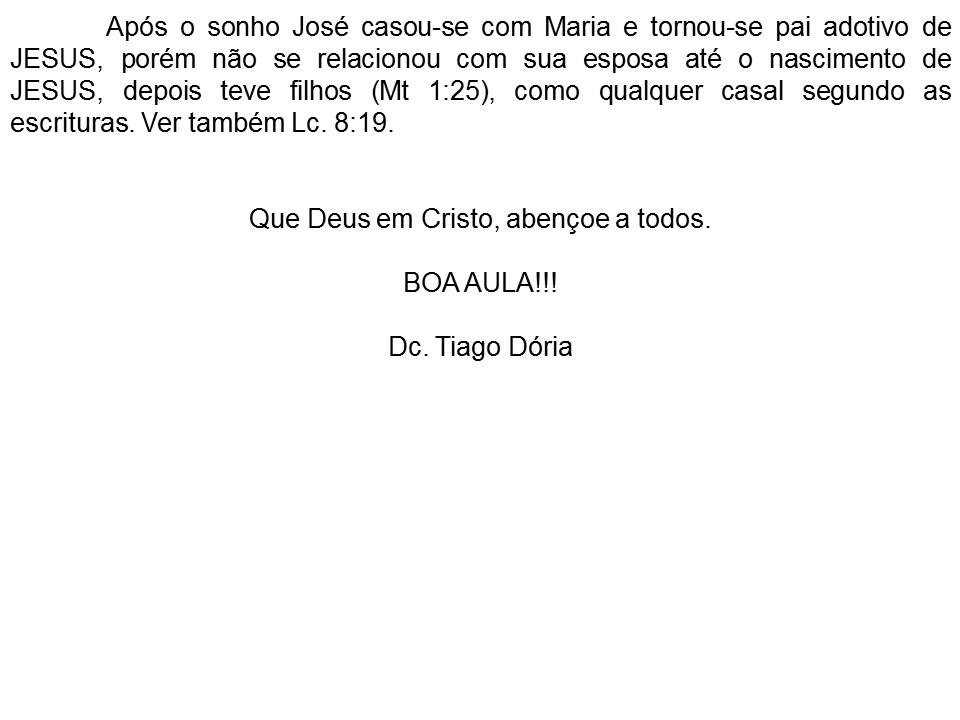 Após o sonho José casou-se com Maria e tornou-se pai adotivo de
JESUS, porém não se relacionou com sua esposa até o nascimento de
JESUS, depois teve filhos (Mt 1:25), como qualquer casal segundo as
escrituras. Ver também Lc. 8:19.
Que Deus em Cristo, abençoe a todos.
BOA AULA!!!
Dc. Tiago Dória